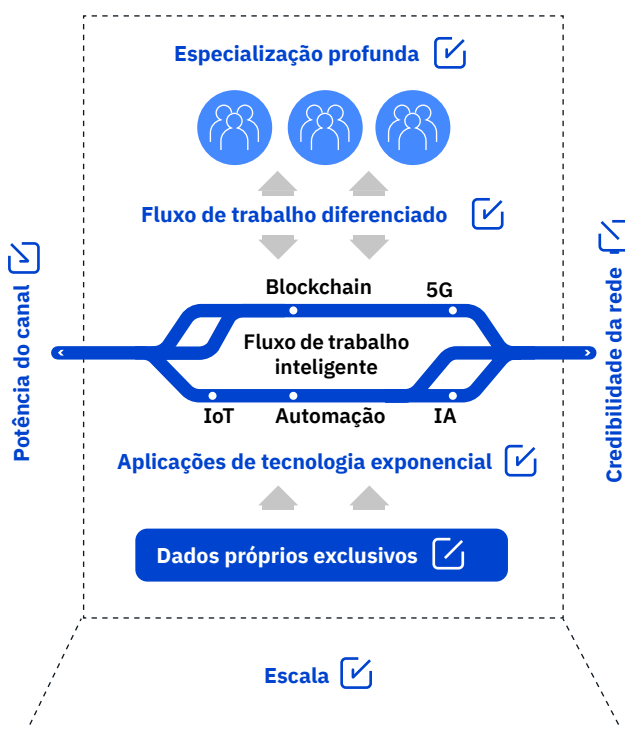 Especialização profunda
Fluxo de trabalho diferenciado
Potência do canal
Blockchain
5G
Fluxo de trabalho
inteligente
IoT
Automação
IA
Credibilidade da rede
Aplicações de tecnologia exponencial
Dados próprios exclusivos
Escala